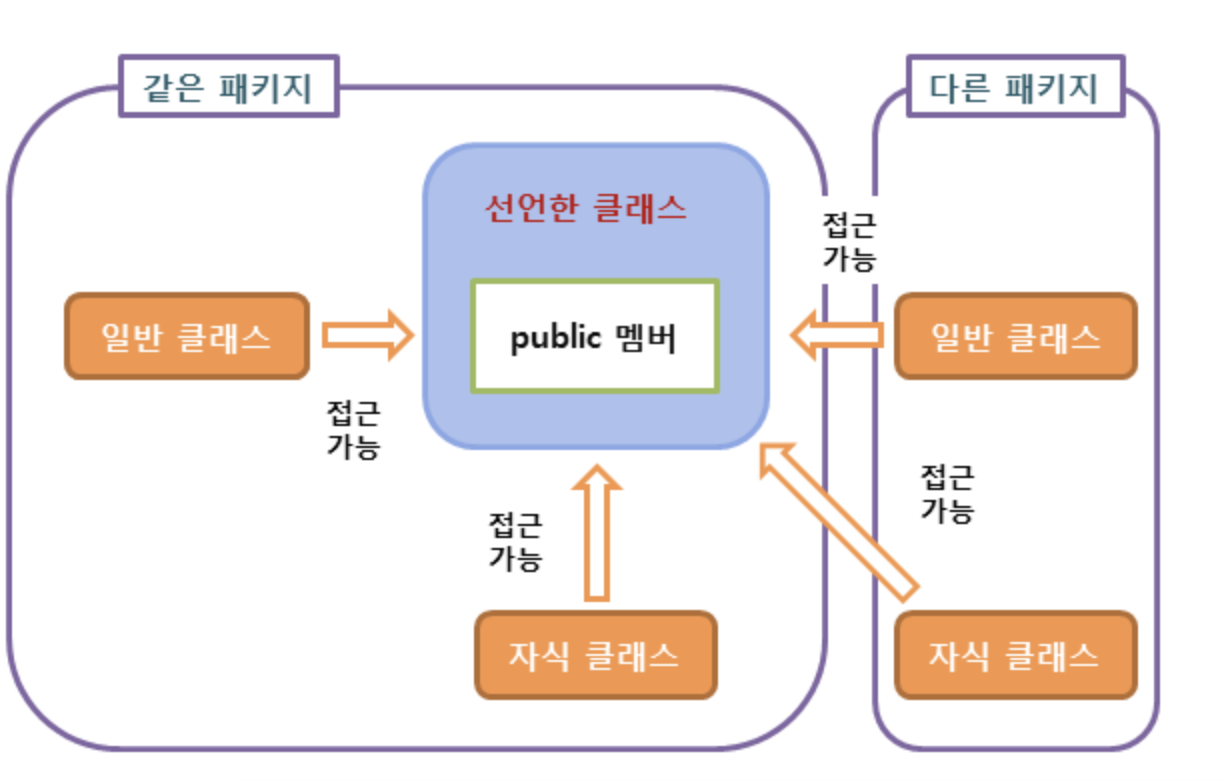 같은 패키지
다른 패키지
선언한 클래스
접근
가능
일반 클래스
public 멤버
일반 클래스
접근
가능
접근
가능
접근
가능
자식 클래스
자식 클래스